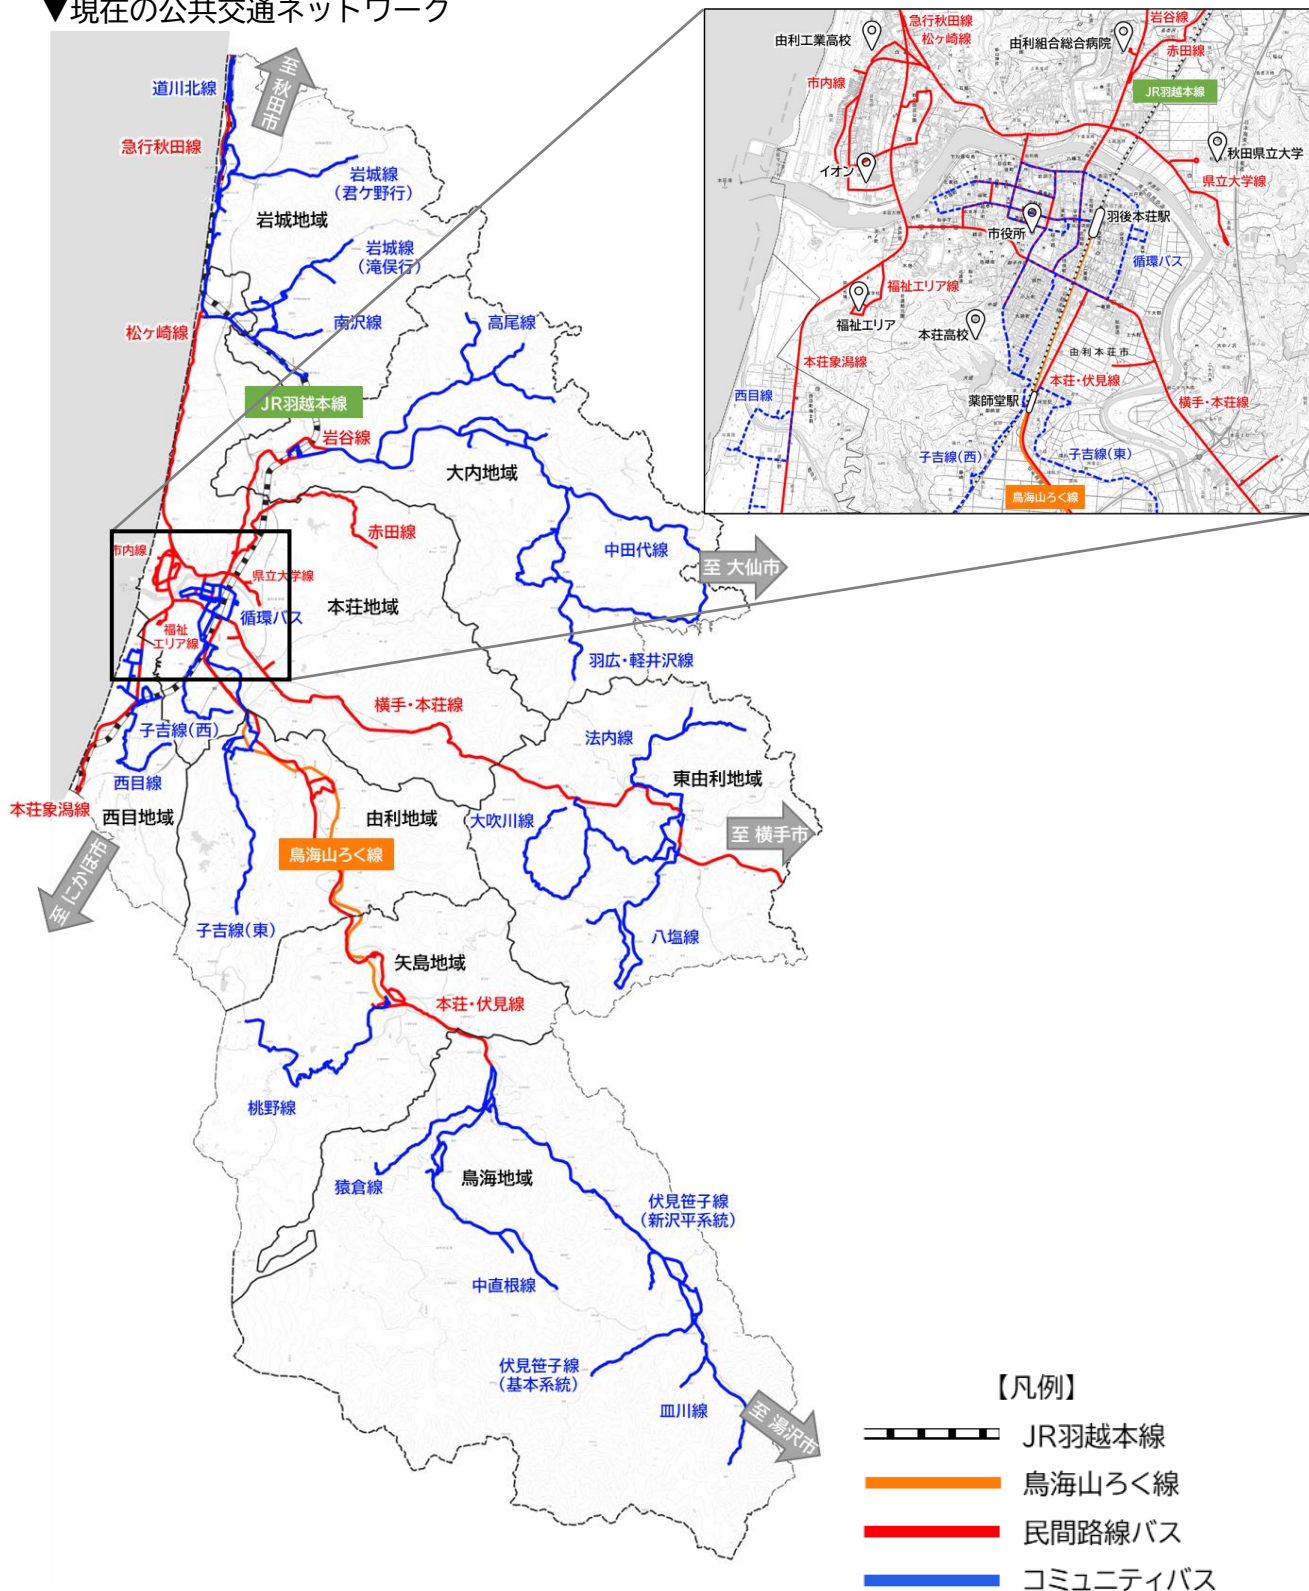 ▼現在の公共交通ネットワーク
至 秋田市
道川北線
急行秋田線
岩城線
（君ケ野行）
岩城地域
岩城線
（滝俣行）
南沢線
高尾線
松ヶ崎線
JR羽越本線
岩谷線
大内地域
赤田線
中田代線
至 大仙市
市内線
県立大学線
本荘地域
循環バス
福祉
エリア線
羽広・軽井沢線
横手・本荘線
子吉線（西）
法内線
西目線
東由利地域
本荘象潟線
西目地域
由利地域
大吹川線
至 横手市
鳥海山ろく線
至 にかほ市
子吉線（東）
八塩線
矢島地域
本荘・伏見線
桃野線
猿倉線
鳥海地域
伏見笹子線
（新沢平系統）
中直根線
伏見笹子線
（基本系統）
皿川線
至 湯沢市
急行秋田線
松ヶ崎線
岩谷線
由利工業高校
由利組合総合病院
赤田線
市内線
JR羽越本線
イオン
秋田県立大学
県立大学線
羽後本荘駅
市役所
循環バス
福祉エリア線
福祉エリア
本荘高校
由利本荘市
本荘象潟線
本荘・伏見線
西目線
薬師堂駅
横手・本荘線
子吉線（西）
子吉線（東）
鳥海山ろく線
【凡例】
JR羽越本線
鳥海山ろく線
民間路線バス
コミュニティバス